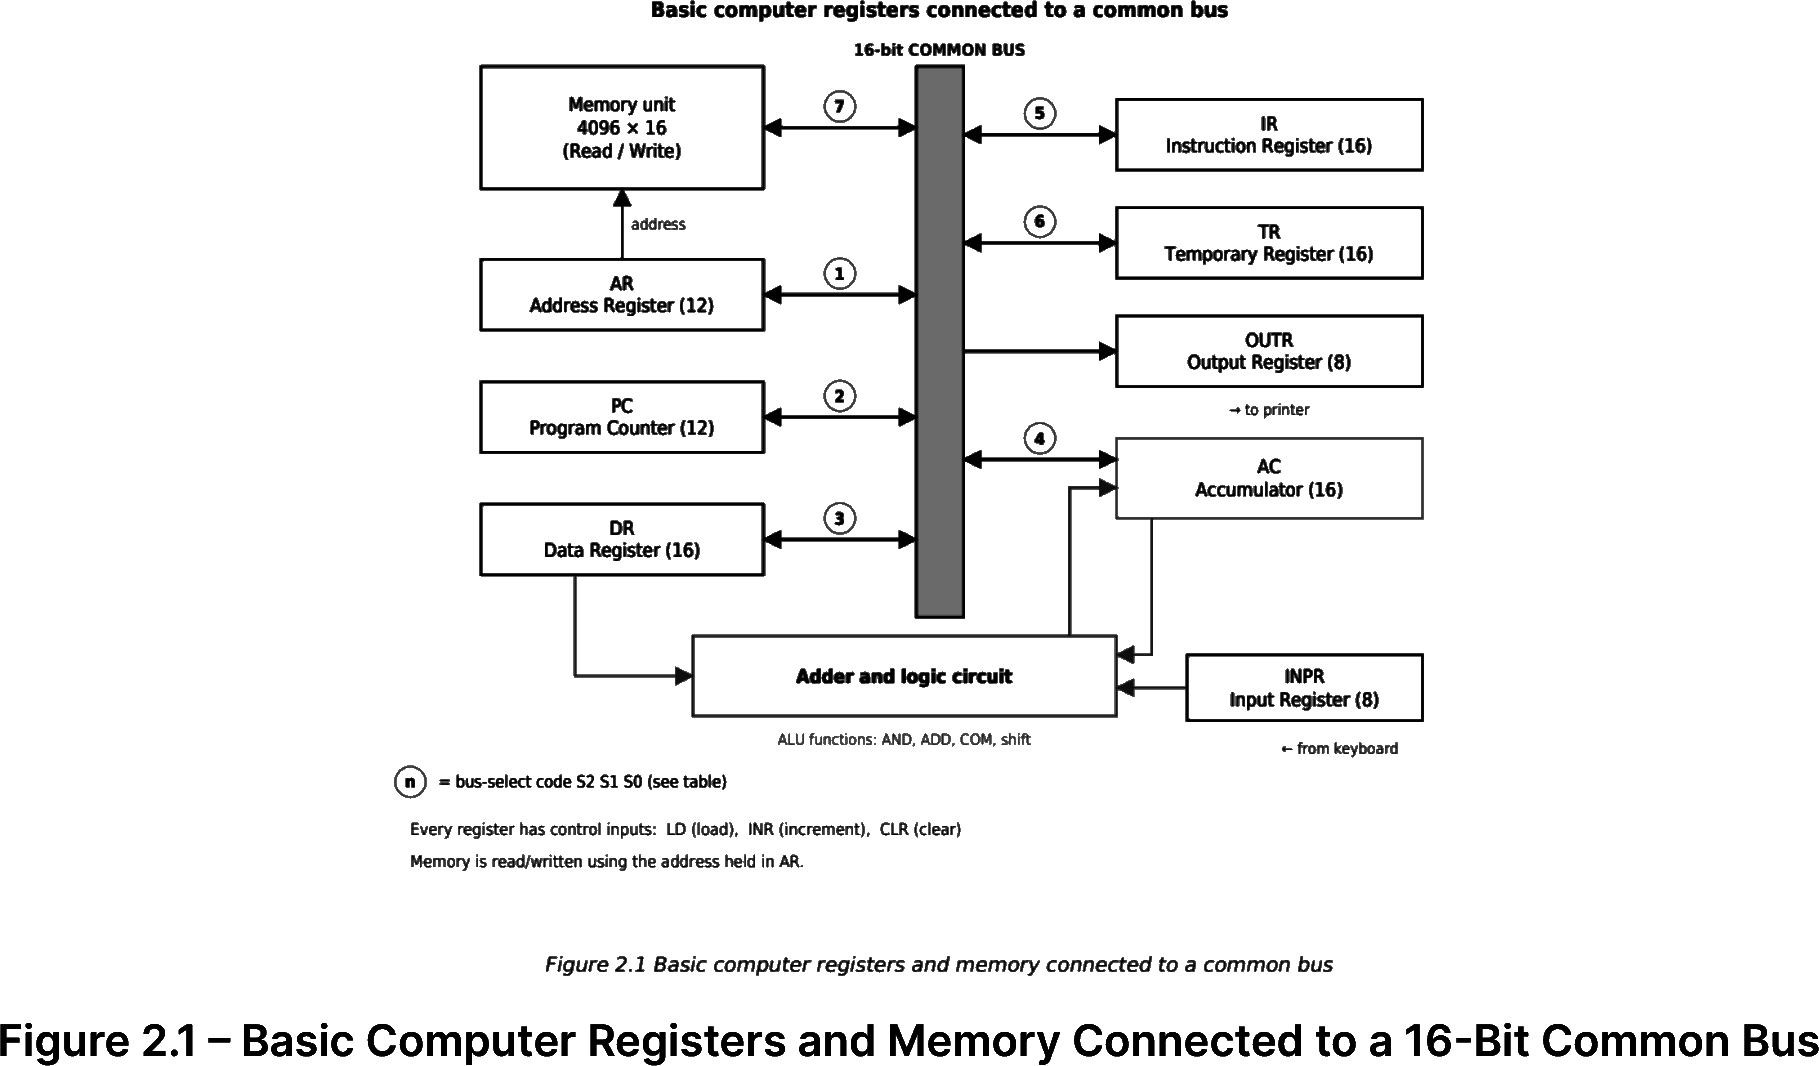 Basic computer registers connected to a common bus
16-bit COMMON BUS
Memory unit
4096 × 16
(Read / Write)
7
5
IR
Instruction Register (16)
address
6
TR
Temporary Register (16)
AR
Address Register (12)
1
OUTR
Output Register (8)
→ to printer
PC
Program Counter (12)
2
4
AC
Accumulator (16)
DR
Data Register (16)
3
Adder and logic circuit
INPR
Input Register (8)
ALU functions: AND, ADD, COM, shift
← from keyboard
n = bus-select code S2 S1 S0 (see table)
Every register has control inputs: LD (load), INR (increment), CLR (clear)
Memory is read/written using the address held in AR.
Figure 2.1 Basic computer registers and memory connected to a common bus
Figure 2.1 – Basic Computer Registers and Memory Connected to a 16-Bit Common Bus